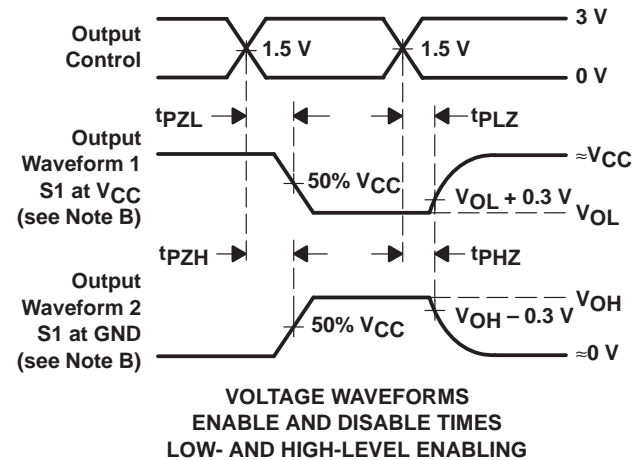 Output
Control
3 V
1.5 V
1.5 V
0 V
tPZL
tPLZ
Output
Waveform 1
S1 at VCC
(see Note B)
≈VCC
50% VCC
VOL + 0.3 V
VOL
tPZH
tPHZ
Output
Waveform 2
S1 at GND
(see Note B)
VOH
50% VCC
VOH – 0.3 V
≈0 V
VOLTAGE WAVEFORMS
ENABLE AND DISABLE TIMES
LOW- AND HIGH-LEVEL ENABLING